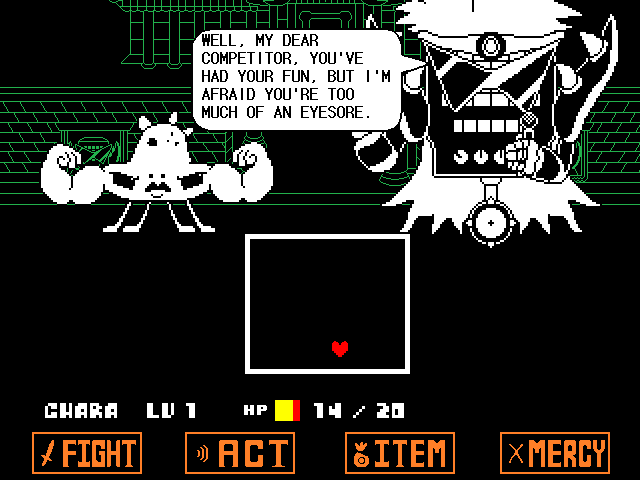 WELL, MY DEAR
COMPETITOR, YOU'VE
HAD YOUR FUN, BUT I'M
AFRAID YOU'RE TOO
MUCH OF AN EYESORE.
CHARA LV 1 HP 14 / 20
FIGHT ACT ITEM MERCY